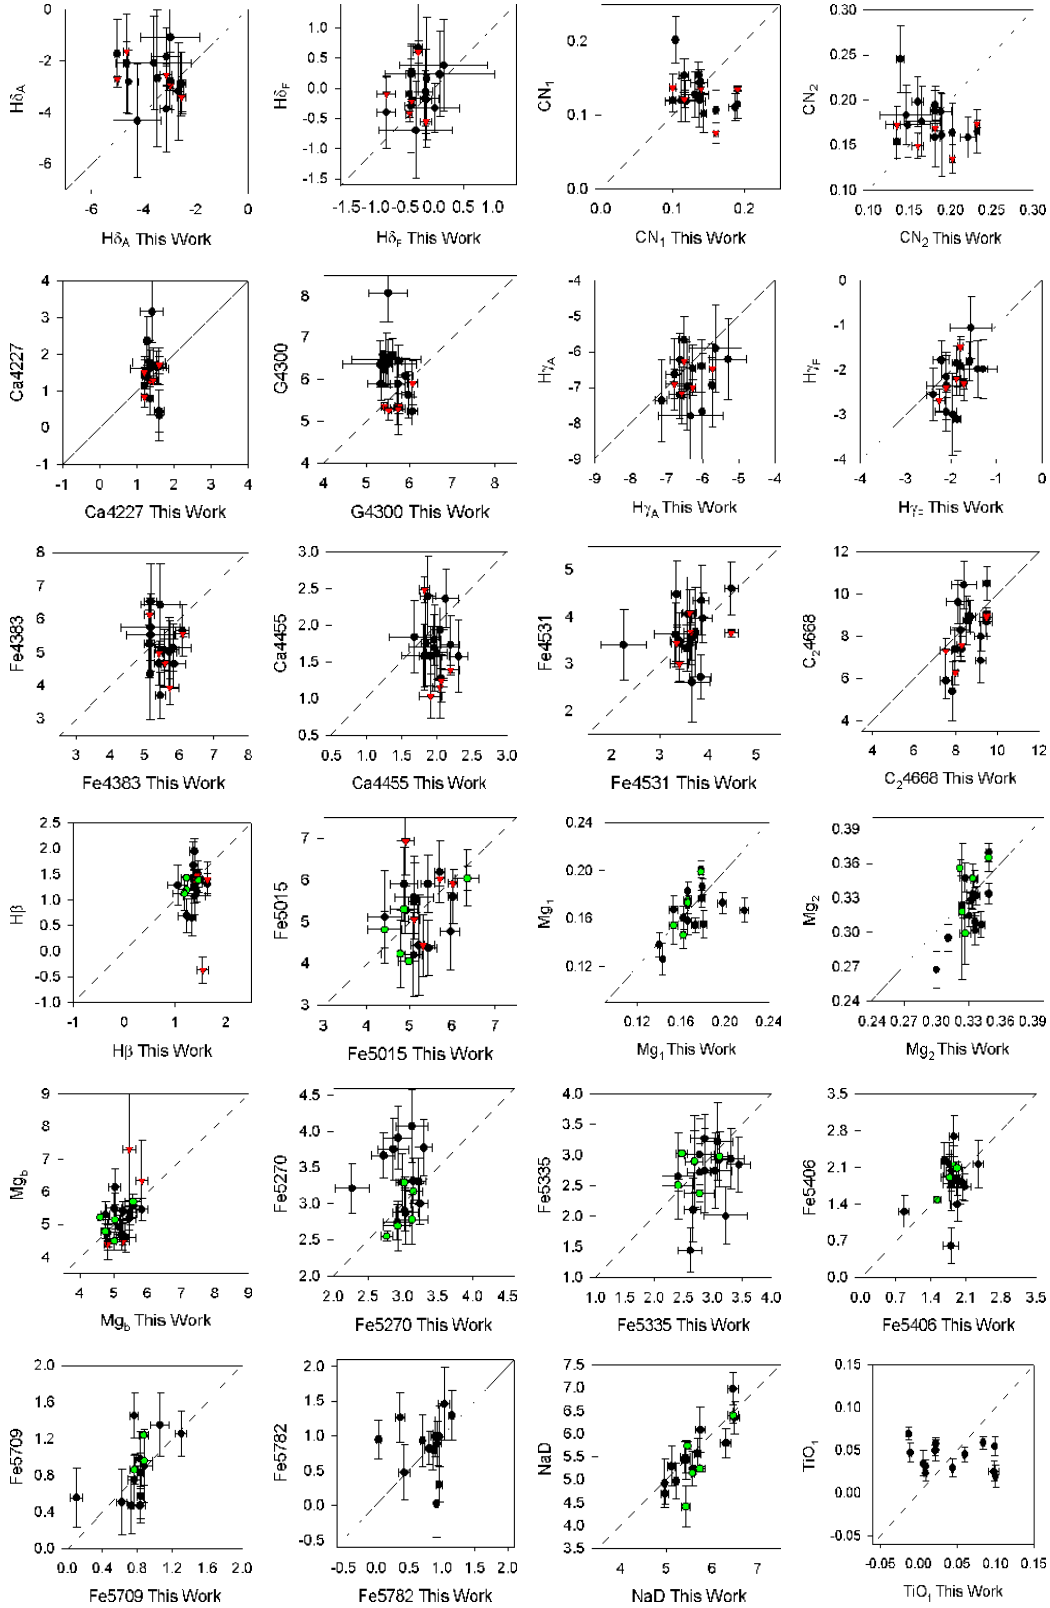 0
-2
-4
-6
HδA
-6 -4 -2 0
HδA This Work
1.0
0.5
0.0
-0.5
-1.0
-1.5
HδF
-1.5 -1.0 -0.5 0.0 0.5 1.0
HδF This Work
0.2
0.1
0.0
CN1
0.0 0.1 0.2
CN1 This Work
0.30
0.25
0.20
0.15
0.10
CN2
0.10 0.15 0.20 0.25 0.30
CN2 This Work
4
3
2
1
0
-1
Ca4227
-1 0 1 2 3 4
Ca4227 This Work
8
7
6
5
4
G4300
4 5 6 7 8
G4300 This Work
-4
-5
-6
-7
-8
-9
HγA
-9 -8 -7 -6 -5 -4
HγA This Work
0
-1
-2
-3
-4
HγF
-4 -3 -2 -1 0
HγF This Work
8
7
6
5
4
3
Fe4383
3 4 5 6 7 8
Fe4383 This Work
3.0
2.5
2.0
1.5
1.0
0.5
Ca4455
0.5 1.0 1.5 2.0 2.5 3.0
Ca4455 This Work
5
4
3
2
Fe4531
2 3 4 5
Fe4531 This Work
12
10
8
6
4
C24668
4 6 8 10 12
C24668 This Work
2.5
2.0
1.5
1.0
0.5
0.0
-0.5
-1.0
Hβ
-1 0 1 2
Hβ This Work
7
6
5
4
3
Fe5015
3 4 5 6 7
Fe5015 This Work
0.24
0.20
0.16
0.12
Mg1
0.12 0.16 0.20 0.24
Mg1 This Work
0.39
0.36
0.33
0.30
0.27
0.24
Mg2
0.24 0.27 0.30 0.33 0.36 0.39
Mg2 This Work
9
8
7
6
5
4
Mgb
4 5 6 7 8 9
Mgb This Work
4.5
4.0
3.5
3.0
2.5
2.0
Fe5270
2.0 2.5 3.0 3.5 4.0 4.5
Fe5270 This Work
4.0
3.5
3.0
2.5
2.0
1.5
1.0
Fe5335
1.0 1.5 2.0 2.5 3.0 3.5 4.0
Fe5335 This Work
3.5
2.8
2.1
1.4
0.7
0.0
Fe5406
0.0 0.7 1.4 2.1 2.8 3.5
Fe5406 This Work
2.0
1.6
1.2
0.8
0.4
0.0
Fe5709
0.0 0.4 0.8 1.2 1.6 2.0
Fe5709 This Work
2.0
1.5
1.0
0.5
0.0
-0.5
Fe5782
-0.5 0.0 0.5 1.0 1.5 2.0
Fe5782 This Work
7.5
7.0
6.5
6.0
5.5
5.0
4.5
4.0
3.5
NaD
4 5 6 7
NaD This Work
0.15
0.10
0.05
0.00
-0.05
TiO1
-0.05 0.00 0.05 0.10 0.15
TiO1 This Work